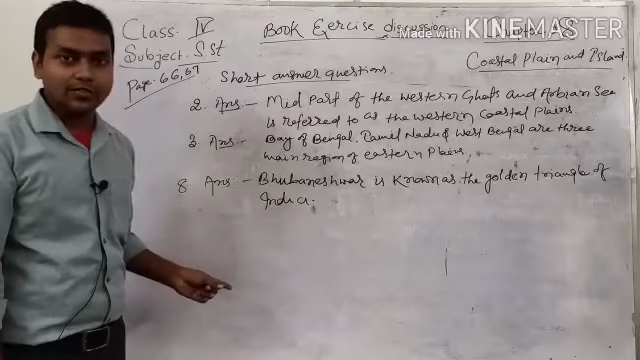 Class. IV
Subject. S.St
Page. 66, 67
Book Exercise discussion
Made with KINEMASTER
Coastal Plain and Island
Short answer questions.
2. Ans :- Mid part of the western Ghats and Arbian Sea
is referred to as the western Coastal Plains.
3. Ans :- Bay of Bengal, Tamil Nadu & West Bengal are three
main region of eastern Plains.
8 Ans :- Bhubaneshwar is known as the golden triangle of
India.